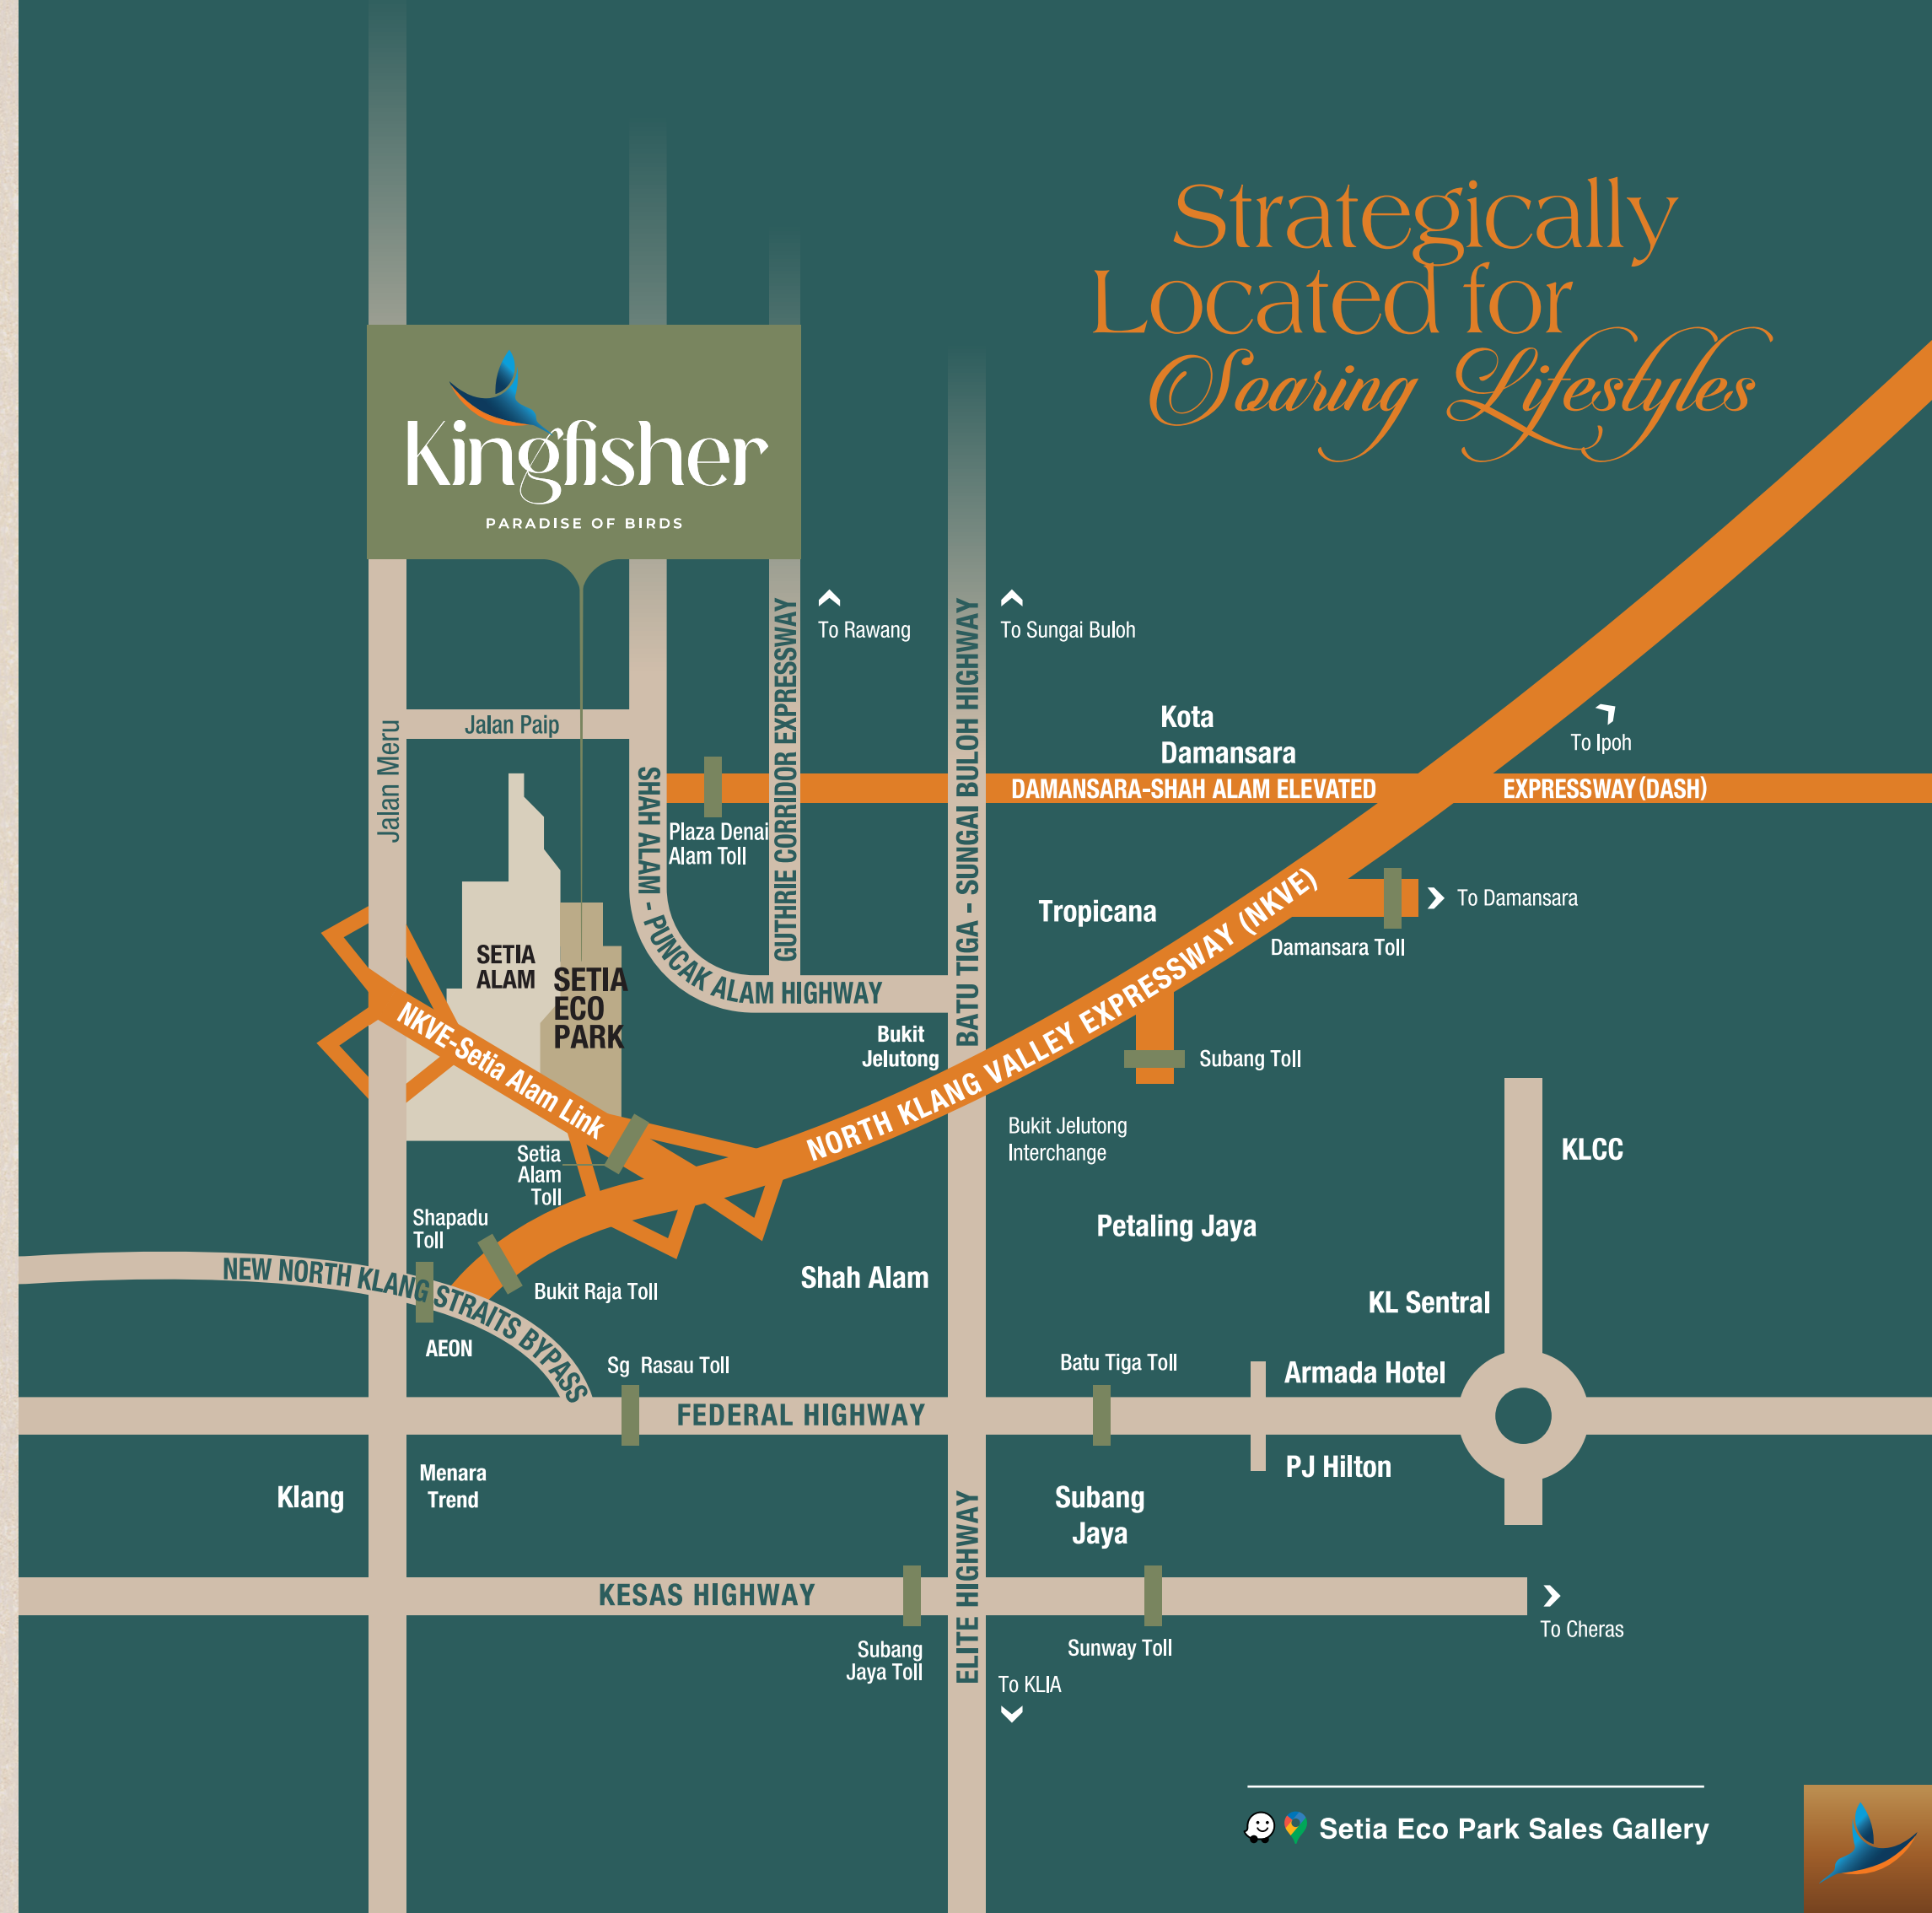 Strategically
Located for
Soaring Lifestyles
Kingfisher
PARADISE OF BIRDS
To Rawang
To Sungai Buloh
Jalan Meru
Jalan Paip
SHAH ALAM - PUNCAK ALAM HIGHWAY
GUTHRIE CORRIDOR EXPRESSWAY
BATU TIGA - SUNGAI BULOH HIGHWAY
Kota
Damansara
To Ipoh
DAMANSARA-SHAH ALAM ELEVATED EXPRESSWAY (DASH)
Plaza Denai
Alam Toll
Tropicana
To Damansara
Damansara Toll
SETIA
ALAM
SETIA
ECO
PARK
NKVE-Setia Alam Link
NORTH KLANG VALLEY EXPRESSWAY (NKVE)
Bukit
Jelutong
Subang Toll
Bukit Jelutong
Interchange
KLCC
Setia
Alam
Toll
Shapadu
Toll
Petaling Jaya
NEW NORTH KLANG STRAITS BYPASS
Bukit Raja Toll
Shah Alam
KL Sentral
AEON
Sg Rasau Toll
Batu Tiga Toll
Armada Hotel
FEDERAL HIGHWAY
PJ Hilton
Klang
Menara
Trend
Subang
Jaya
ELITE HIGHWAY
KESAS HIGHWAY
To Cheras
Subang
Jaya Toll
Sunway Toll
To KLIA
Setia Eco Park Sales Gallery